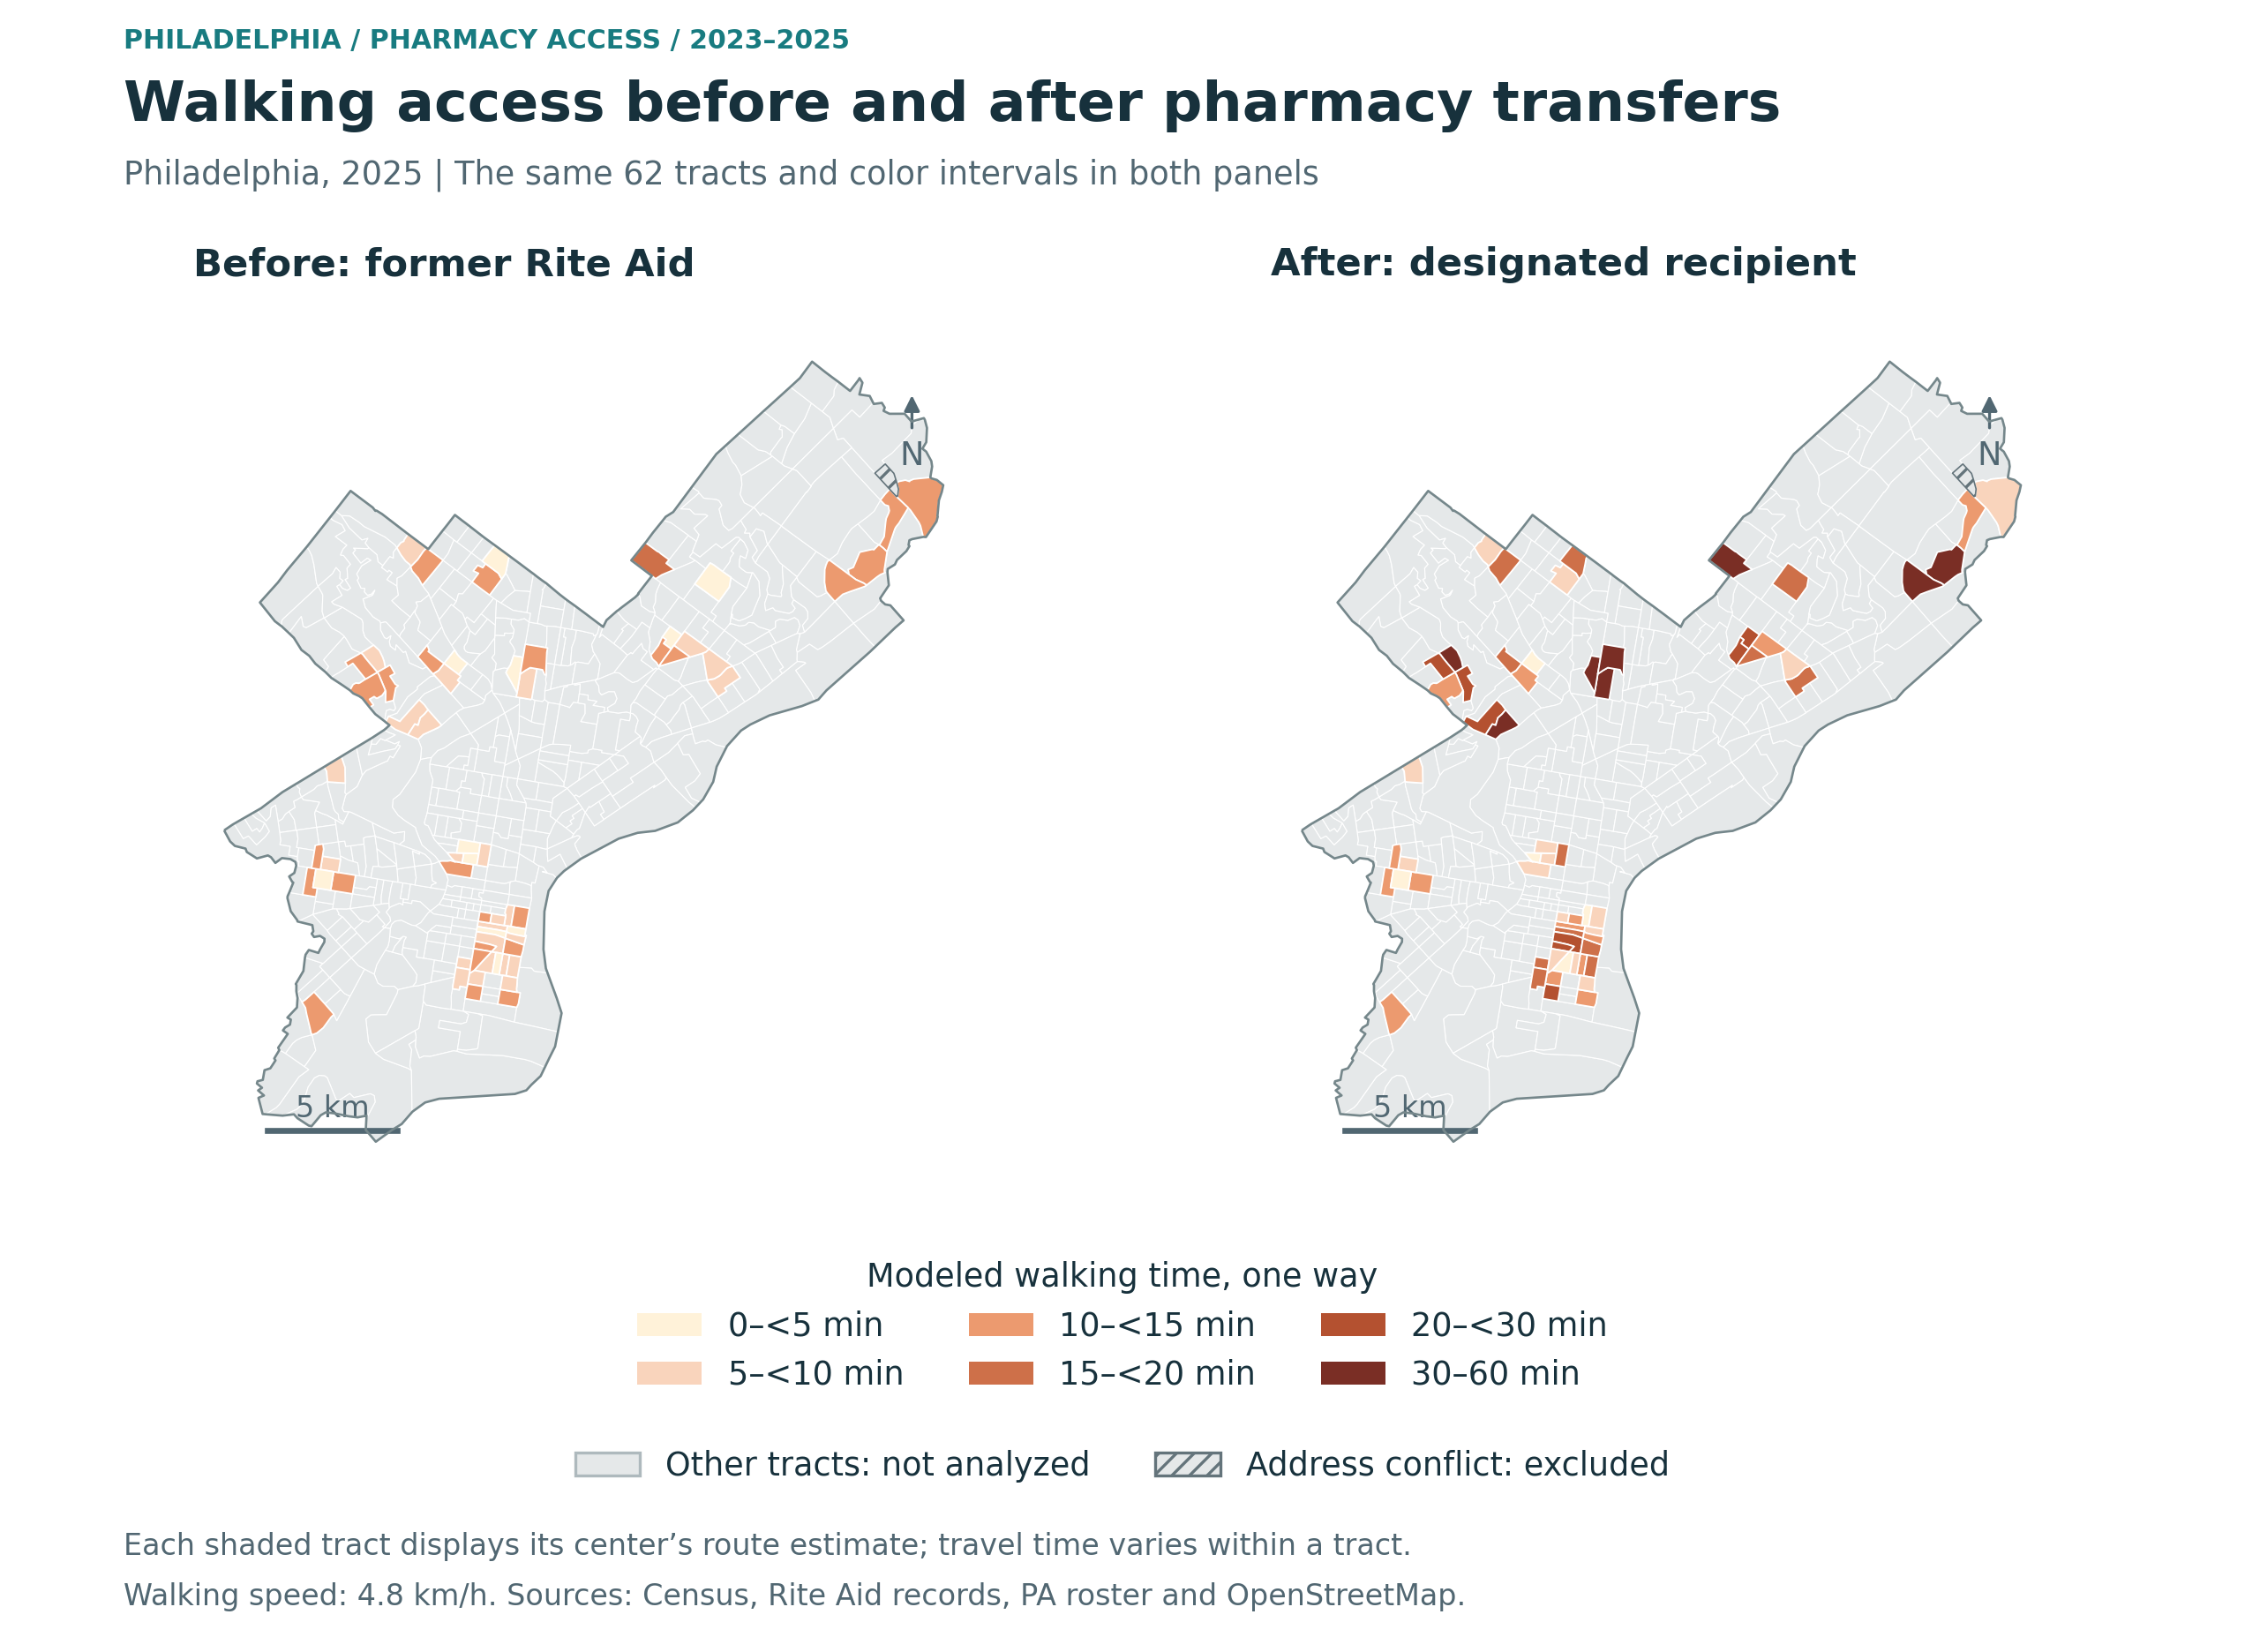 PHILADELPHIA / PHARMACY ACCESS / 2023–2025
Walking access before and after pharmacy transfers
Philadelphia, 2025 | The same 62 tracts and color intervals in both panels
Before: former Rite Aid
After: designated recipient
N
N
5 km
5 km
Modeled walking time, one way
0–<5 min
10–<15 min
20–<30 min
5–<10 min
15–<20 min
30–60 min
Other tracts: not analyzed
Address conflict: excluded
Each shaded tract displays its center’s route estimate; travel time varies within a tract.
Walking speed: 4.8 km/h. Sources: Census, Rite Aid records, PA roster and OpenStreetMap.